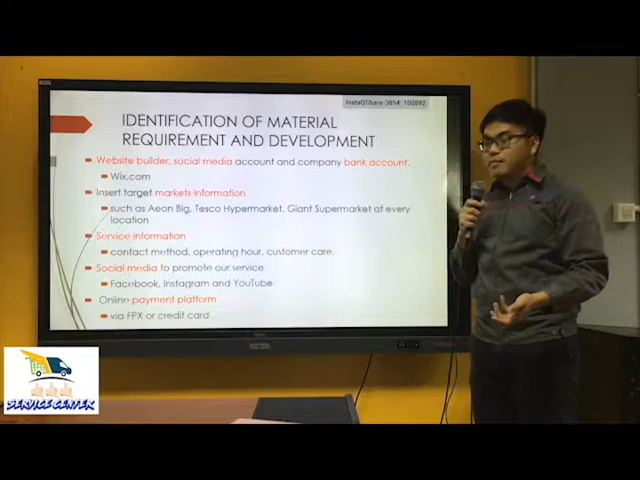 InstaQShare-3854: 100892
IDENTIFICATION OF MATERIAL
REQUIREMENT AND DEVELOPMENT
Website builder, social media account and company bank account.
Wix.com
Insert target markets information
such as Aeon Big, Tesco Hypermarket, Giant Supermarket at every
location
Service information
contact method, operating hour, customer care.
Social media to promote our service
Facebook, Instagram and YouTube
Online payment platform
via FPX or credit card
SERVICE CENTER